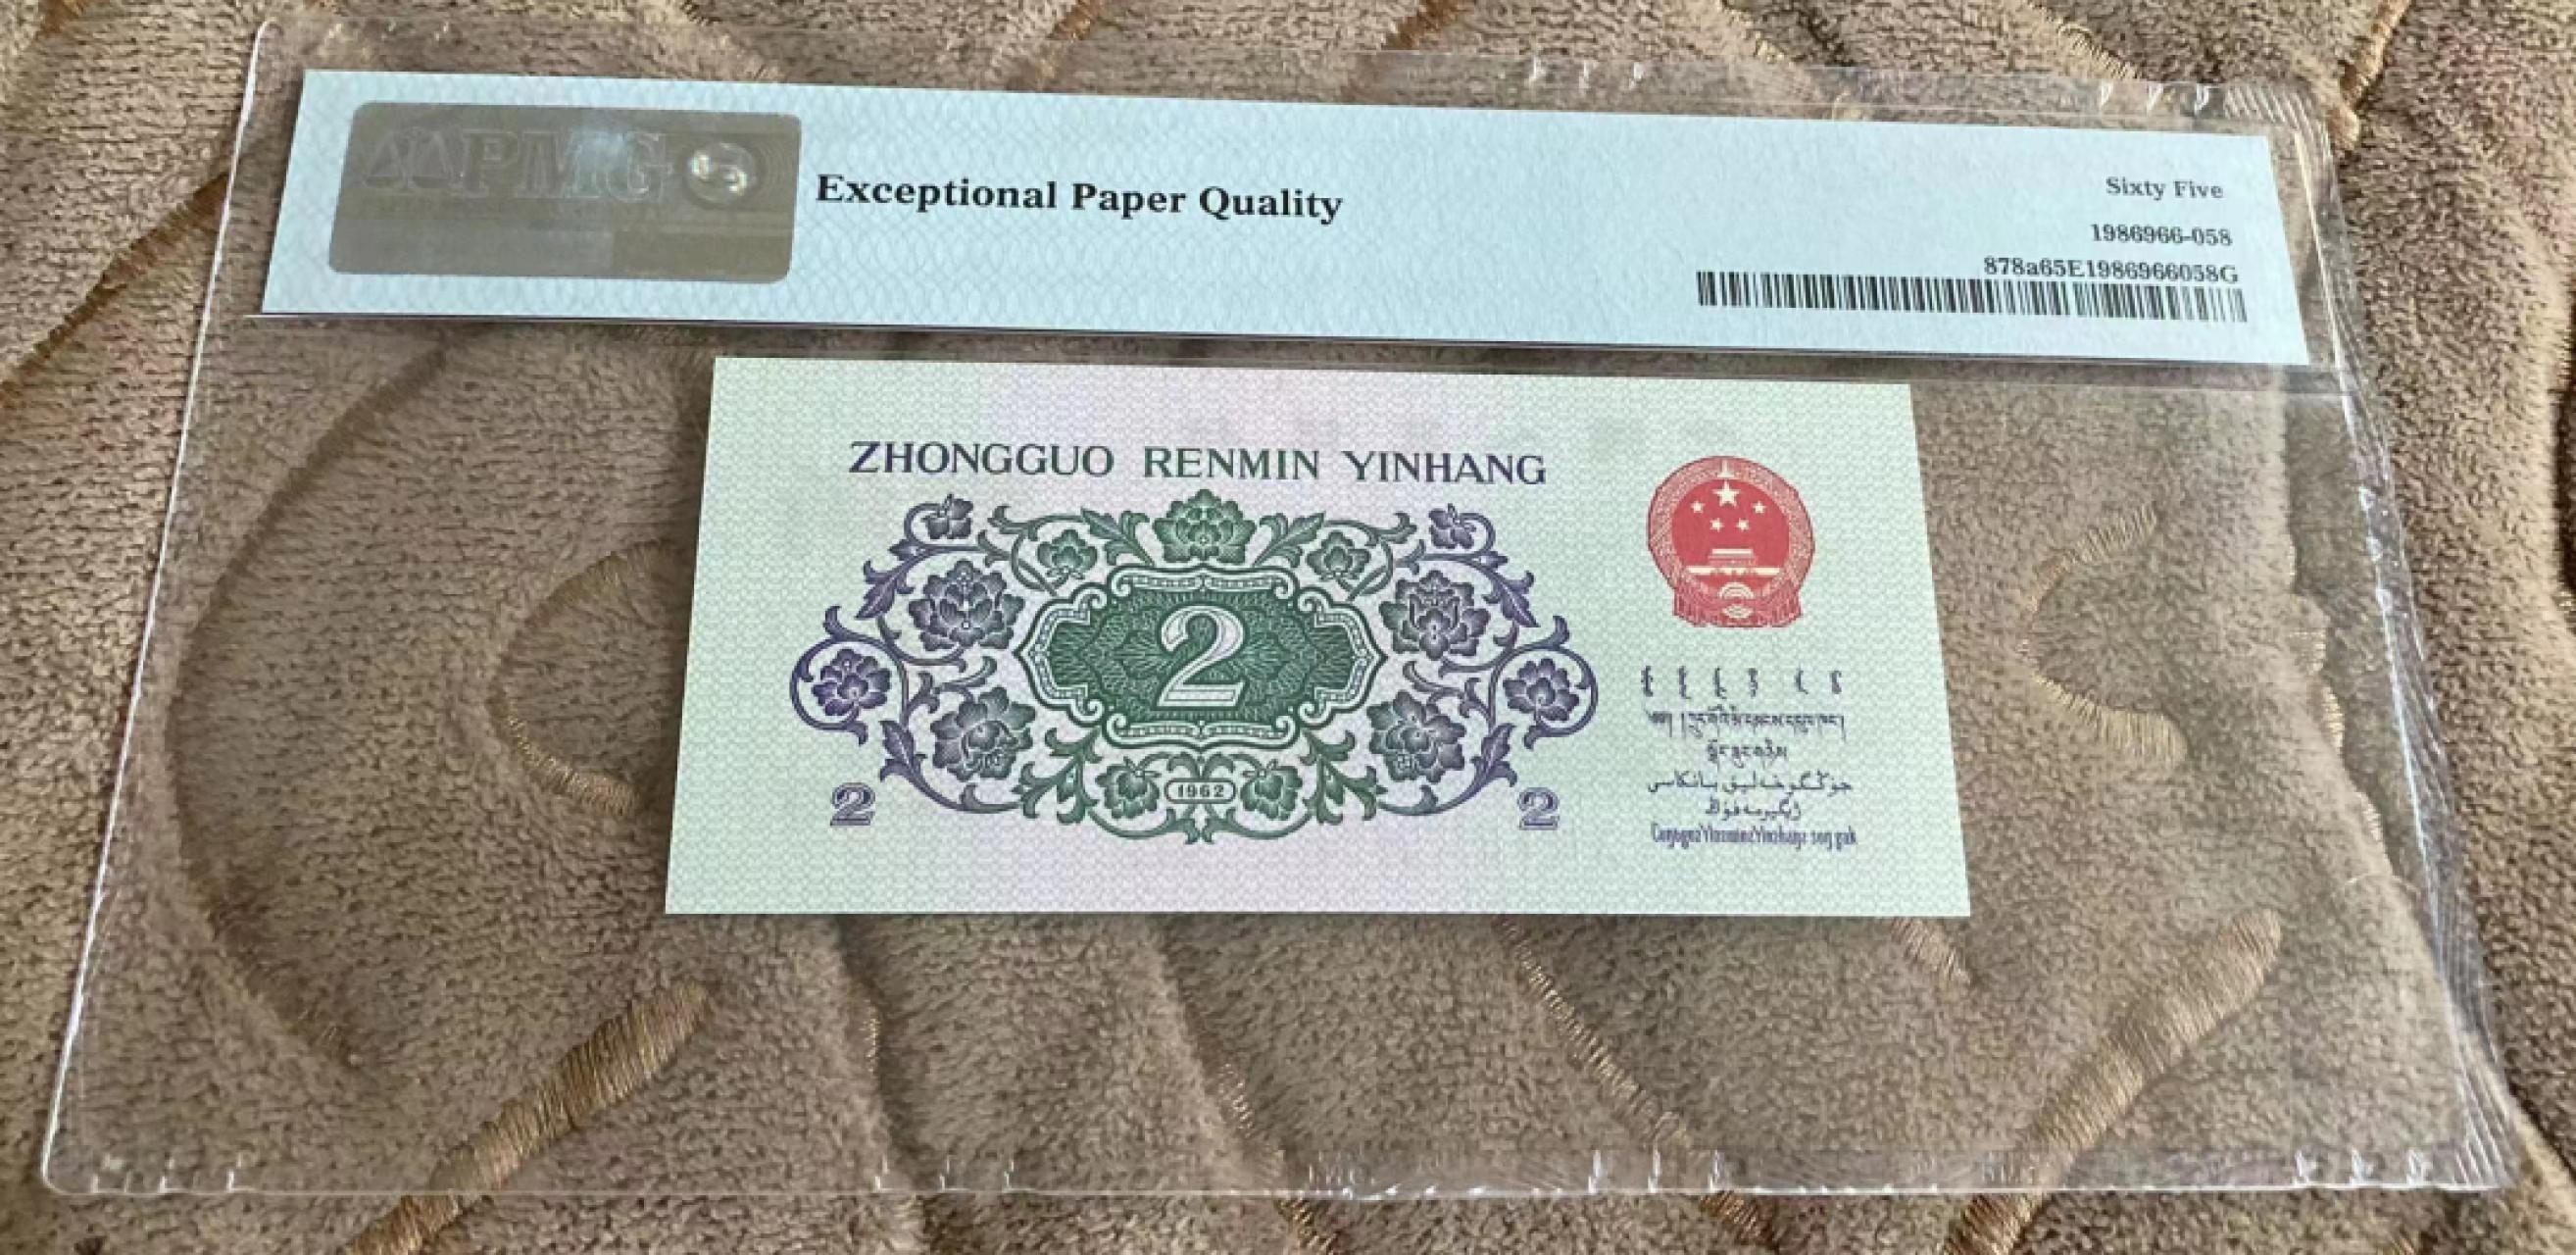 PMG
Exceptional Paper Quality
Sixty Five
1986966-058
878a65E1986966058G
ZHONGGUO RENMIN YINHANG
2
1962
2
2